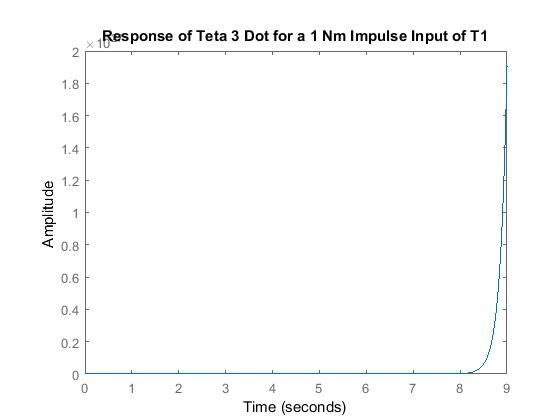 Response of Teta 3 Dot for a 1 Nm Impulse Input of T1
2
1.8
1.6
1.4
1.2
1
0.8
0.6
0.4
0.2
0
Amplitude
0 1 2 3 4 5 6 7 8 9
Time (seconds)